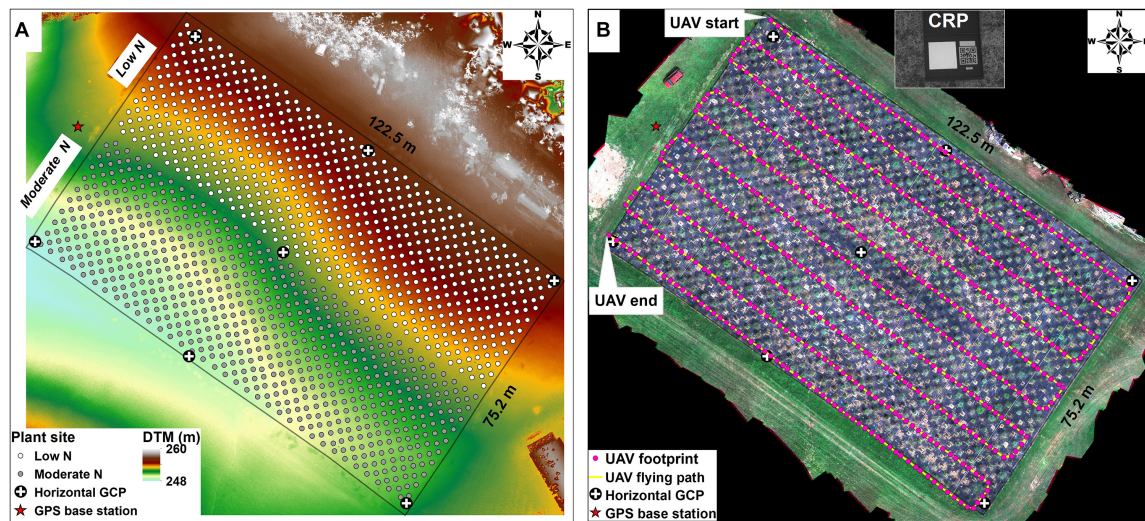 A
N
W E
S
Low N
Moderate N
122.5 m
75.2 m
Plant site
Low N
Moderate N
Horizontal GCP
GPS base station
DTM (m)
260
248
B
UAV start
CRP
N
W
S
122.5 m
UAV end
75.2 m
UAV footprint
UAV flying path
Horizontal GCP
GPS base station